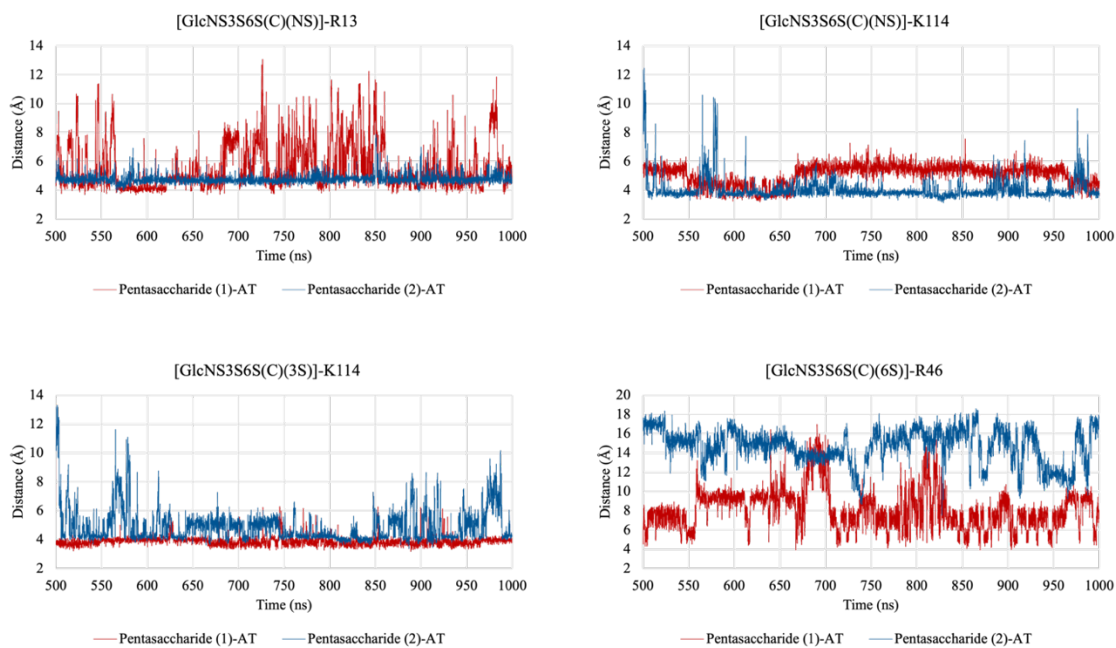 [GlcNS3S6S(C)(NS)]-R13
14
12
10
8
6
4
2
Distance (Å)
500 550 600 650 700 750 800 850 900 950 1000
Time (ns)
Pentasaccharide (1)-AT Pentasaccharide (2)-AT
[GlcNS3S6S(C)(NS)]-K114
14
12
10
8
6
4
2
Distance (Å)
500 550 600 650 700 750 800 850 900 950 1000
Time (ns)
Pentasaccharide (1)-AT Pentasaccharide (2)-AT
[GlcNS3S6S(C)(3S)]-K114
14
12
10
8
6
4
2
Distance (Å)
500 550 600 650 700 750 800 850 900 950 1000
Time (ns)
Pentasaccharide (1)-AT Pentasaccharide (2)-AT
[GlcNS3S6S(C)(6S)]-R46
20
18
16
14
12
10
8
6
4
2
Distance (Å)
500 550 600 650 700 750 800 850 900 950 1000
Time (ns)
Pentasaccharide (1)-AT Pentasaccharide (2)-AT